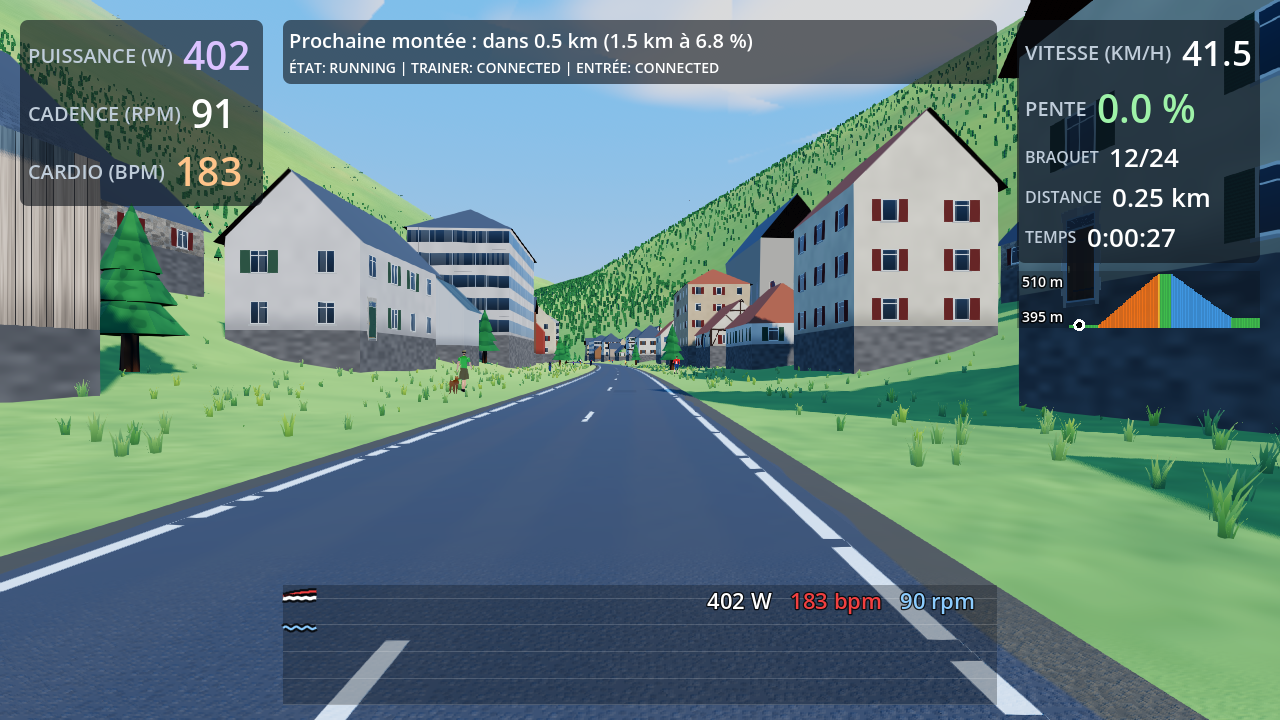 PUISSANCE (W) 402
CADENCE (RPM) 91
CARDIO (BPM) 183
Prochaine montée : dans 0.5 km (1.5 km à 6.8 %)
ÉTAT: RUNNING | TRAINER: CONNECTED | ENTRÉE: CONNECTED
VITESSE (KM/H) 41.5
PENTE 0.0 %
BRAQUET 12/24
DISTANCE 0.25 km
TEMPS 0:00:27
510 m
395 m
402 W 183 bpm 90 rpm